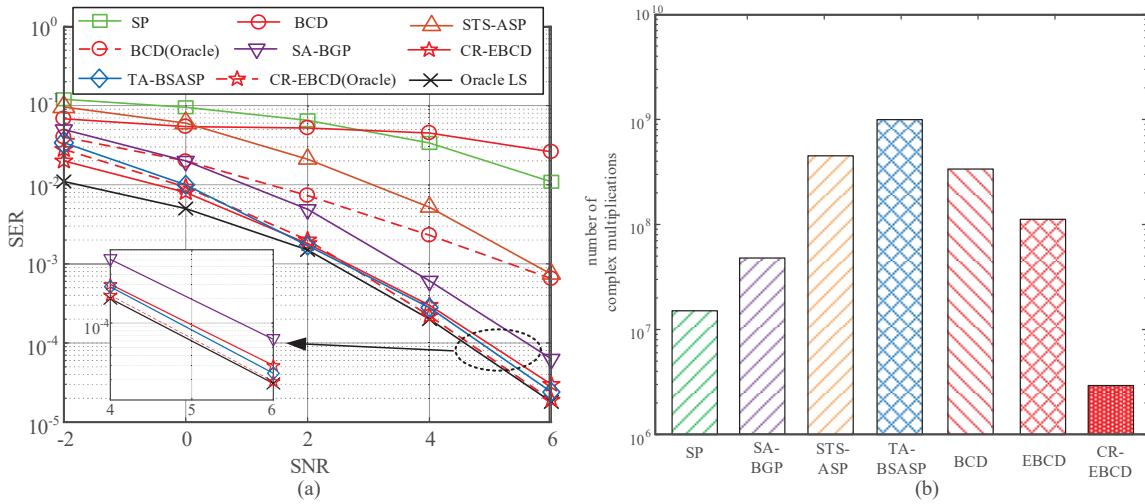 SP
BCD
STS-ASP
BCD(Oracle)
SA-BGP
CR-EBCD
TA-BSASP
CR-EBCD(Oracle)
Oracle LS
10^0
10^-1
10^-2
10^-3
10^-4
10^-5
SER
10^-4
4
5
6
-2
0
2
4
6
SNR
(a)
10^10
10^9
10^8
10^7
10^6
number of
complex multiplications
SP
SA-
BGP
STS-
ASP
TA-
BSASP
BCD
EBCD
CR-
EBCD
(b)